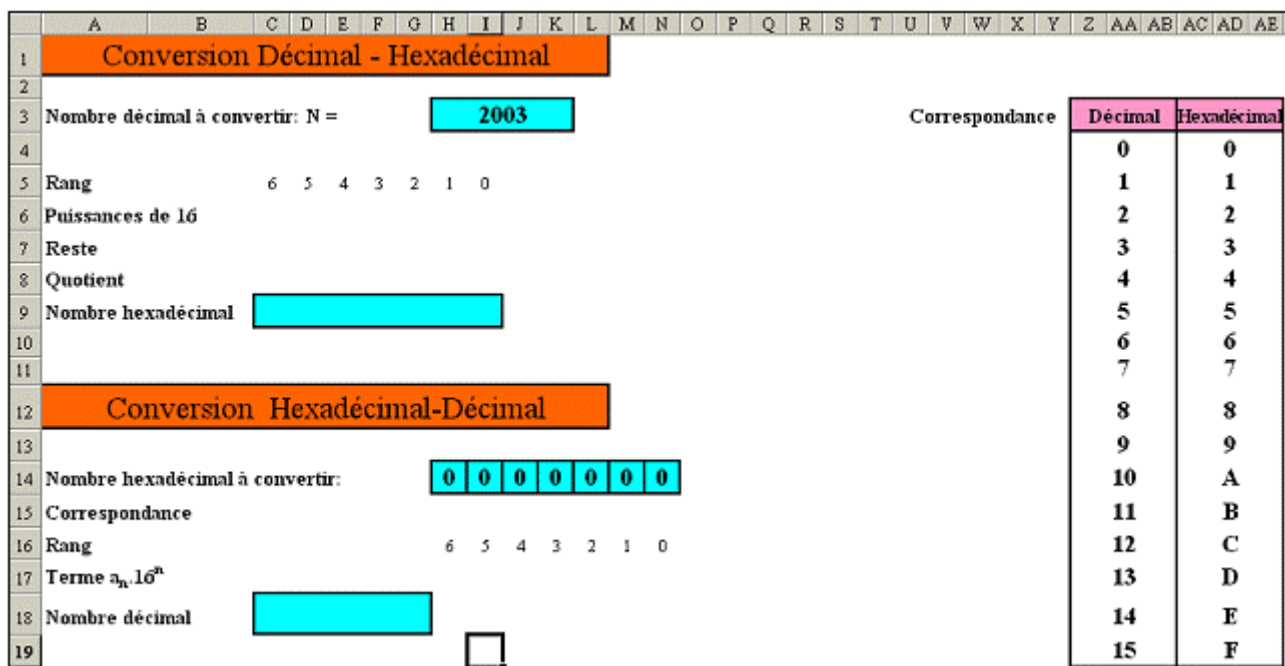 A B C D E F G H I J K L M N O P Q R S T U V W X Y Z AA AB AC AD AE
1 Conversion Décimal - Hexadécimal
2
3 Nombre décimal à convertir: N = 2003 Correspondance Décimal Hexadécimal
4 0 0
5 Rang 6 5 4 3 2 1 0 1 1
6 Puissances de 16 2 2
7 Reste 3 3
8 Quotient 4 4
9 Nombre hexadécimal 5 5
10 6 6
11 7 7
12 Conversion Hexadécimal-Décimal 8 8
13 9 9
14 Nombre hexadécimal à convertir: 0 0 0 0 0 0 0 10 A
15 Correspondance 11 B
16 Rang 6 5 4 3 2 1 0 12 C
17 Terme aₙ.16ⁿ 13 D
18 Nombre décimal 14 E
19 15 F